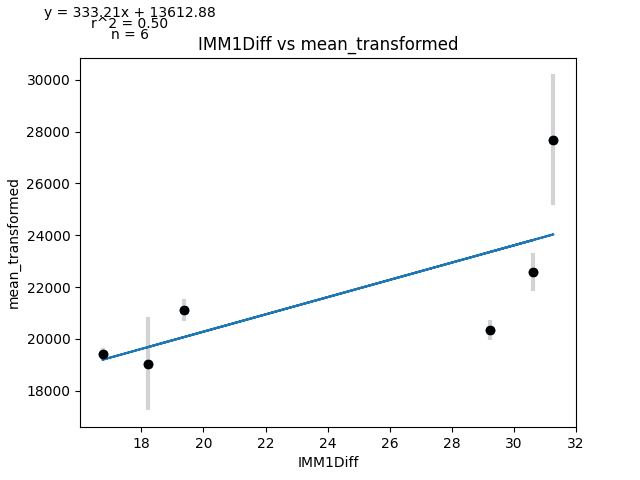 y = 333.21x + 13612.88
r^2 = 0.50
n = 6
IMM1Diff vs mean_transformed
30000
28000
26000
24000
22000
20000
18000
mean_transformed
18 20 22 24 26 28 30 32
IMM1Diff